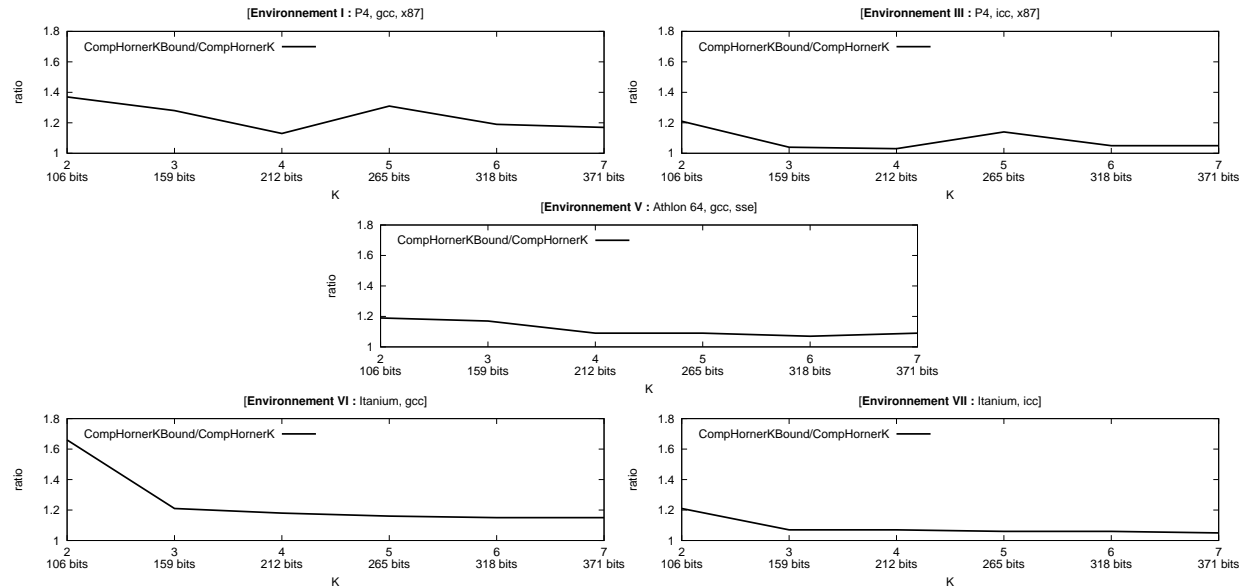 [Environnement I : P4, gcc, x87]
1.8
1.6
1.4
1.2
1
ratio
CompHornerKBound/CompHornerK
2 3 4 5 6 7
106 bits 159 bits 212 bits 265 bits 318 bits 371 bits
K
[Environnement III : P4, icc, x87]
1.8
1.6
1.4
1.2
1
ratio
CompHornerKBound/CompHornerK
2 3 4 5 6 7
106 bits 159 bits 212 bits 265 bits 318 bits 371 bits
K
[Environnement V : Athlon 64, gcc, sse]
1.8
1.6
1.4
1.2
1
ratio
CompHornerKBound/CompHornerK
2 3 4 5 6 7
106 bits 159 bits 212 bits 265 bits 318 bits 371 bits
K
[Environnement VI : Itanium, gcc]
1.8
1.6
1.4
1.2
1
ratio
CompHornerKBound/CompHornerK
2 3 4 5 6 7
106 bits 159 bits 212 bits 265 bits 318 bits 371 bits
K
[Environnement VII : Itanium, icc]
1.8
1.6
1.4
1.2
1
ratio
CompHornerKBound/CompHornerK
2 3 4 5 6 7
106 bits 159 bits 212 bits 265 bits 318 bits 371 bits
K